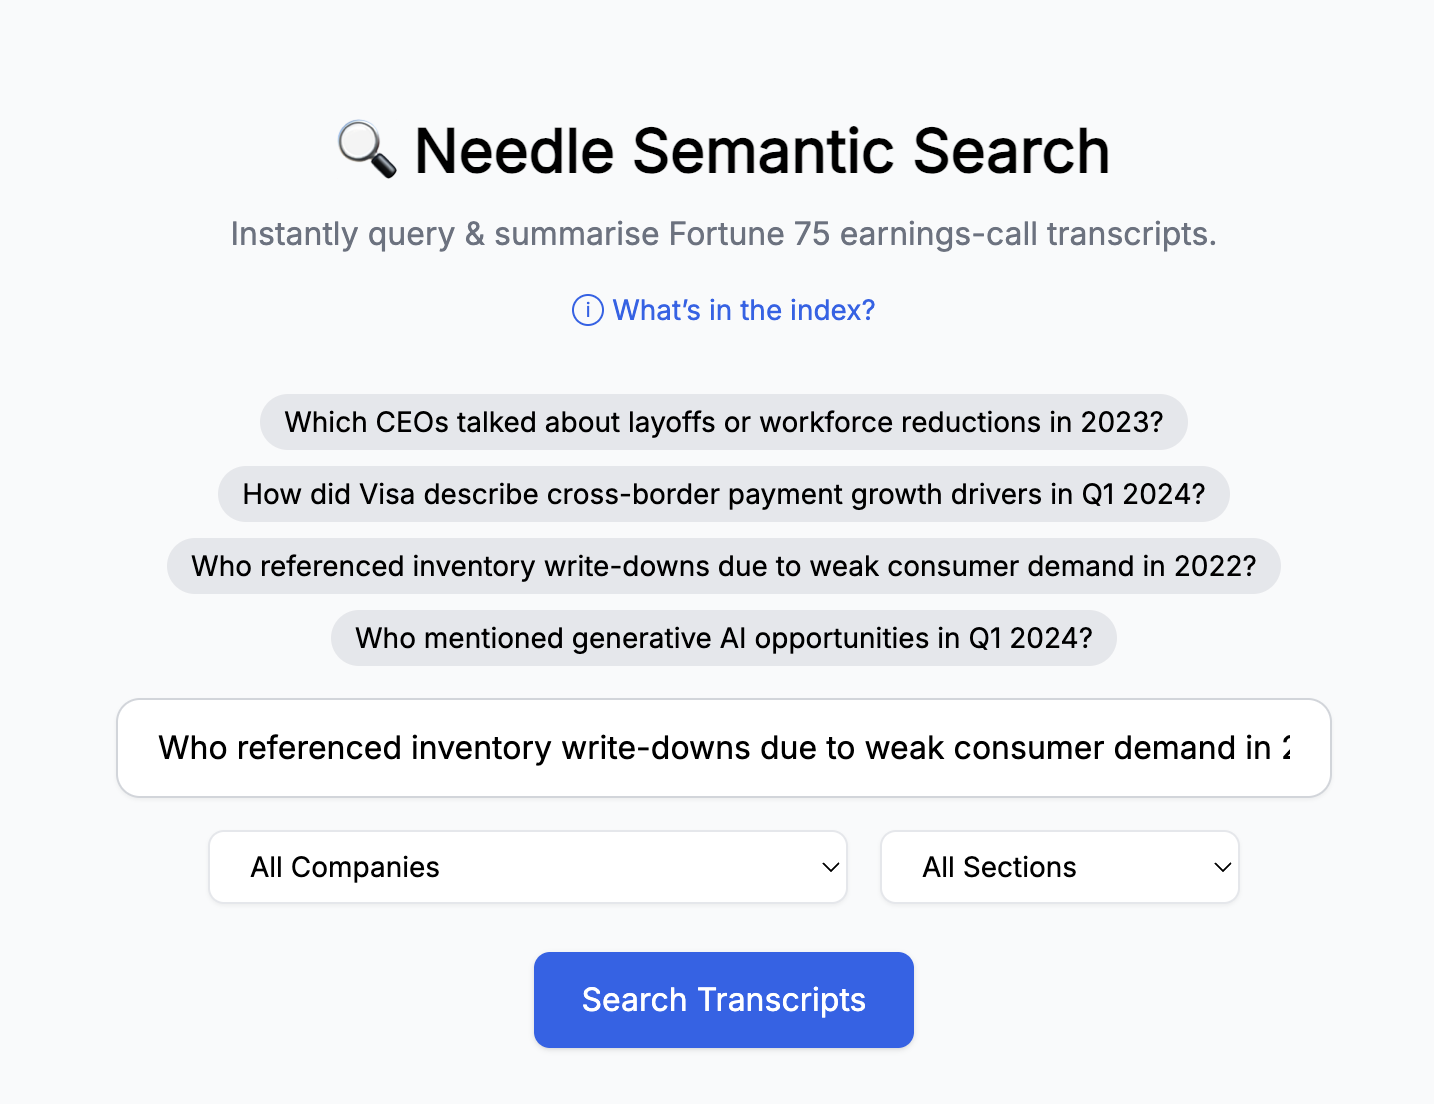 Needle Semantic Search
Instantly query & summarise Fortune 75 earnings-call transcripts.
What’s in the index?
Which CEOs talked about layoffs or workforce reductions in 2023?
How did Visa describe cross-border payment growth drivers in Q1 2024?
Who referenced inventory write-downs due to weak consumer demand in 2022?
Who mentioned generative AI opportunities in Q1 2024?
Who referenced inventory write-downs due to weak consumer demand in 2
All Companies
All Sections
Search Transcripts